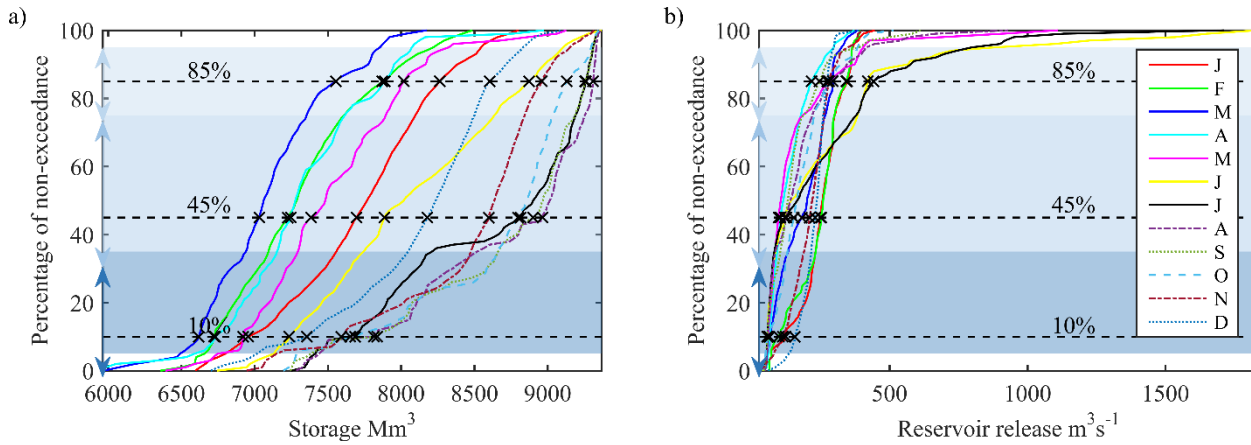 a)
Percentage of non-exceedance
100
80
60
40
20
0
85%
45%
10%
6000 6500 7000 7500 8000 8500 9000
Storage Mm³
b)
Percentage of non-exceedance
100
80
60
40
20
0
85%
45%
10%
500 1000 1500
Reservoir release m³s⁻¹
J
F
M
A
M
J
J
A
S
O
N
D